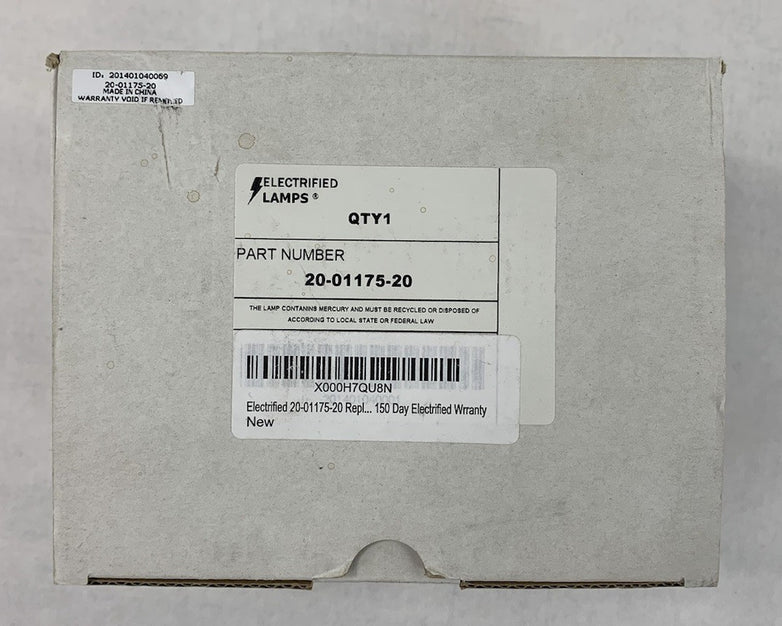 ID: 201401040069
20-01175-20
MADE IN CHINA
WARRANTY VOID IF REMOVED
ELECTRIFIED
LAMPS ®
QTY1
PART NUMBER
20-01175-20
THE LAMP CONTANINS MERCURY AND MUST BE RECYCLED OR DISPOSED OF
ACCORDING TO LOCAL STATE OR FEDERAL LAW
X000H7QU8N
Electrified 20-01175-20 Repl... 150 Day Electrified Wrranty
New